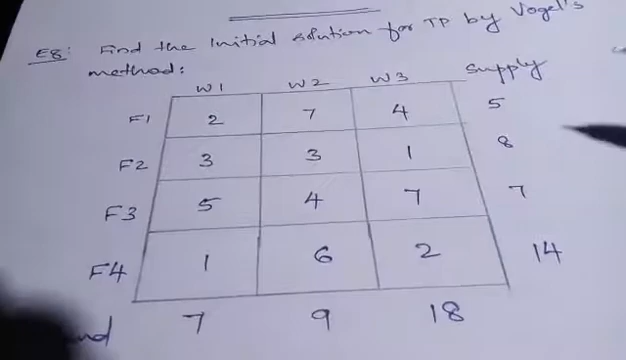 E8: Find the Initial solution for TP by Vogel's
method:
W1 W2 W3 Supply
F1 2 7 4 5
F2 3 3 1 8
F3 5 4 7 7
F4 1 6 2 14
7 9 18